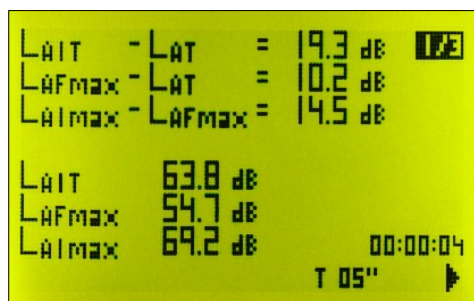 LAIT - LAT = 19.3 dB 1/3
LAFmax - LAT = 10.2 dB
LAImax - LAFmax = 14.5 dB
LAIT 63.8 dB
LAFmax 54.7 dB
LAImax 69.2 dB
00:00:04
T 05"